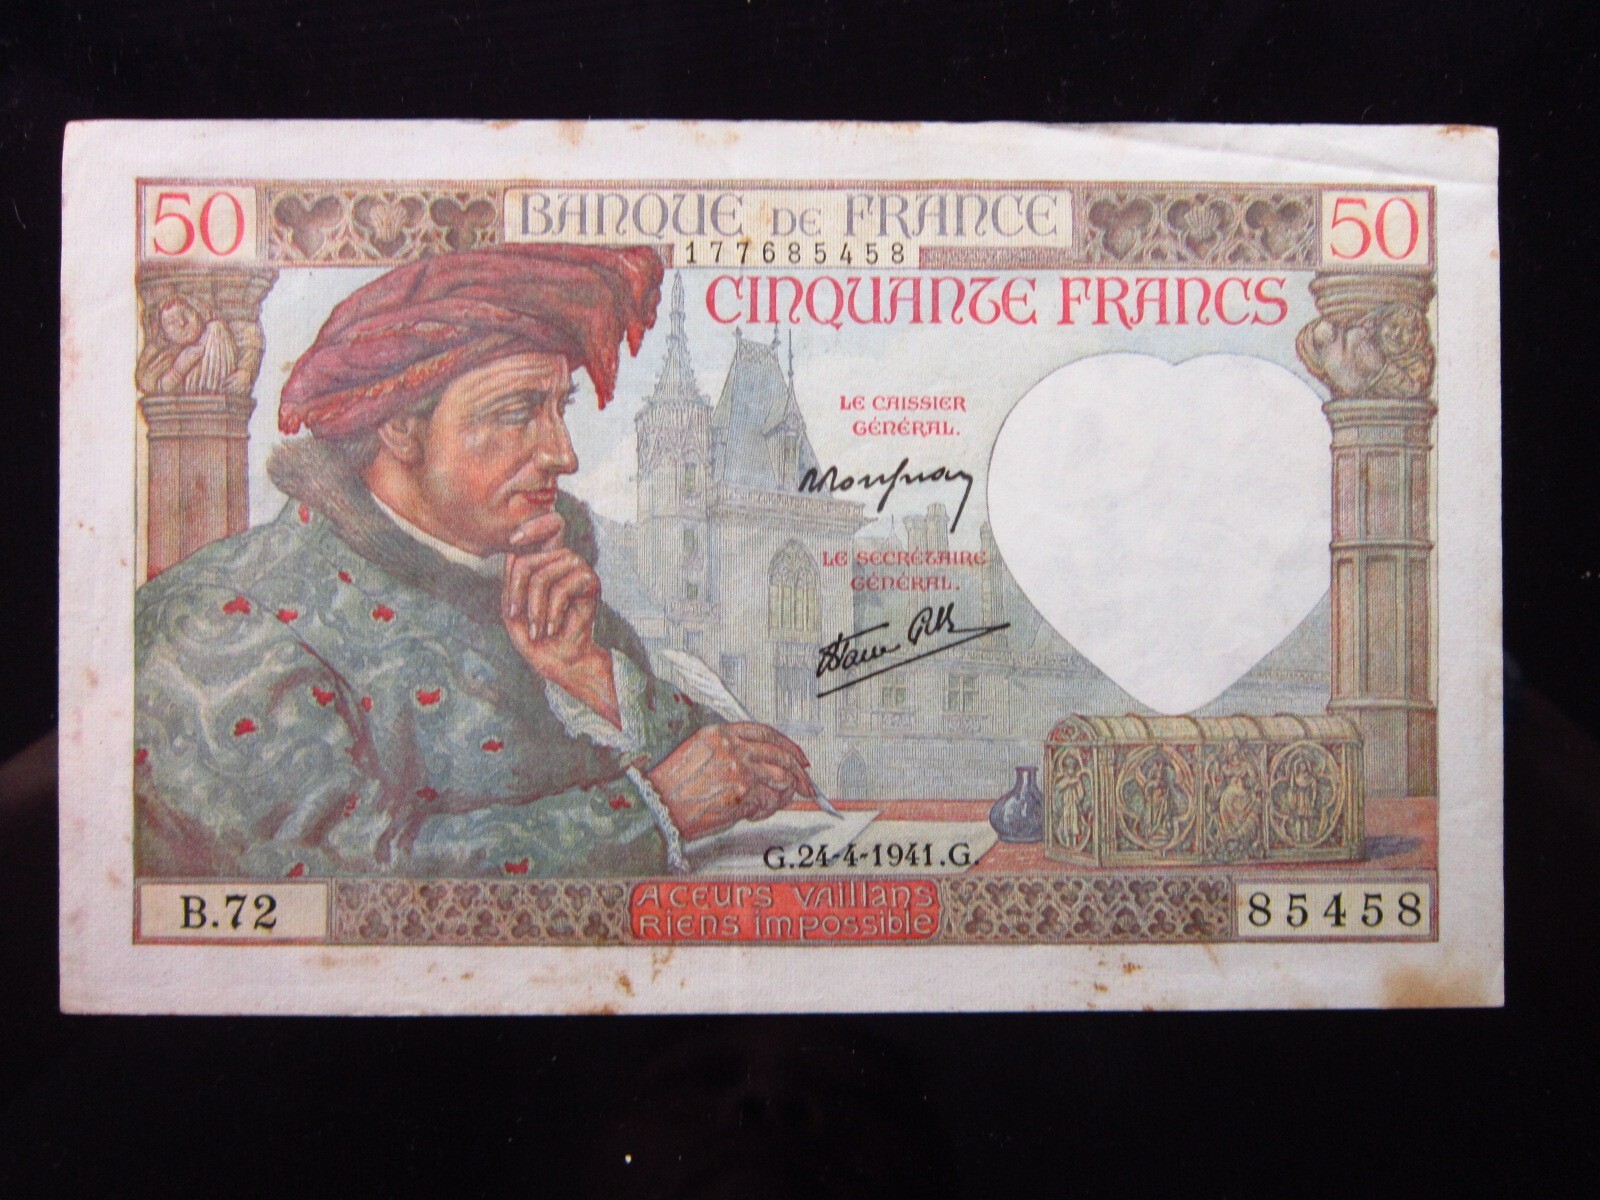 50 BANQUE DE FRANCE 50
177685458
CINQUANTE FRANCS
LE CAISSIER
GÉNÉRAL.
LE SECRÉTAIRE
GÉNÉRAL.
G.24-4-1941.G.
B.72
A CEURS VAILLANS
RIENS IMPOSSIBLE
85458